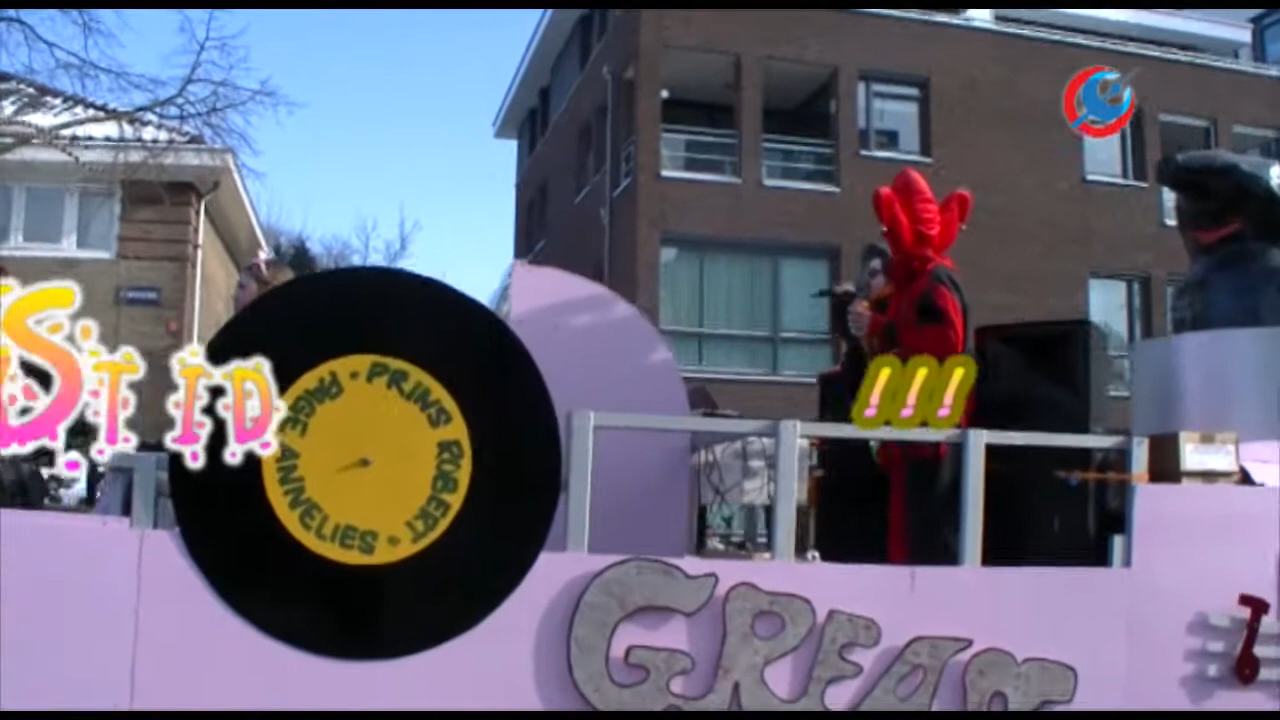 St id !!!
PRINS ROBERT • PAGE ANNELIES •
GREA